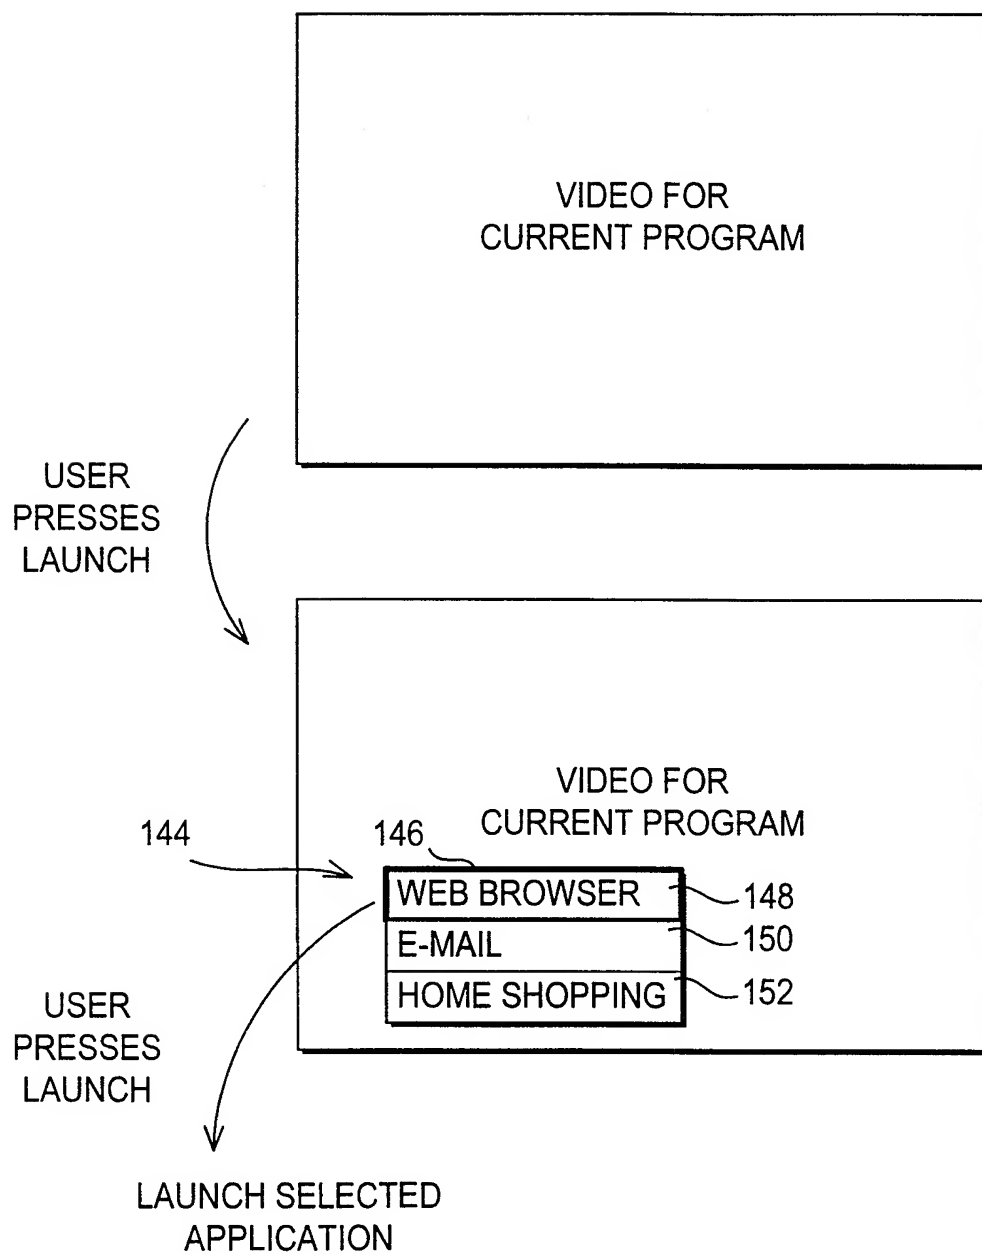 VIDEO FOR
CURRENT PROGRAM
USER
PRESSES
LAUNCH
VIDEO FOR
CURRENT PROGRAM
144
146
WEB BROWSER
148
E-MAIL
150
HOME SHOPPING
152
USER
PRESSES
LAUNCH
LAUNCH SELECTED
APPLICATION